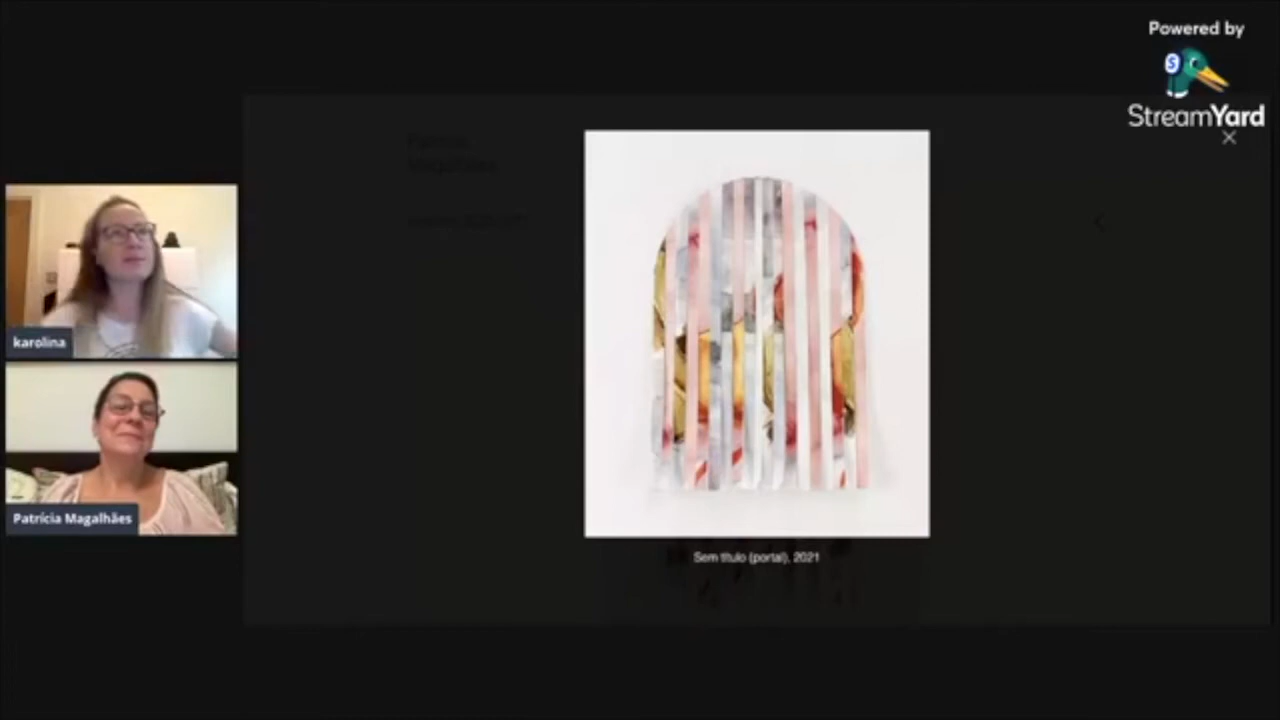 Powered by
StreamYard
karolina
Patrícia Magalhães
Sem título (portal), 2021